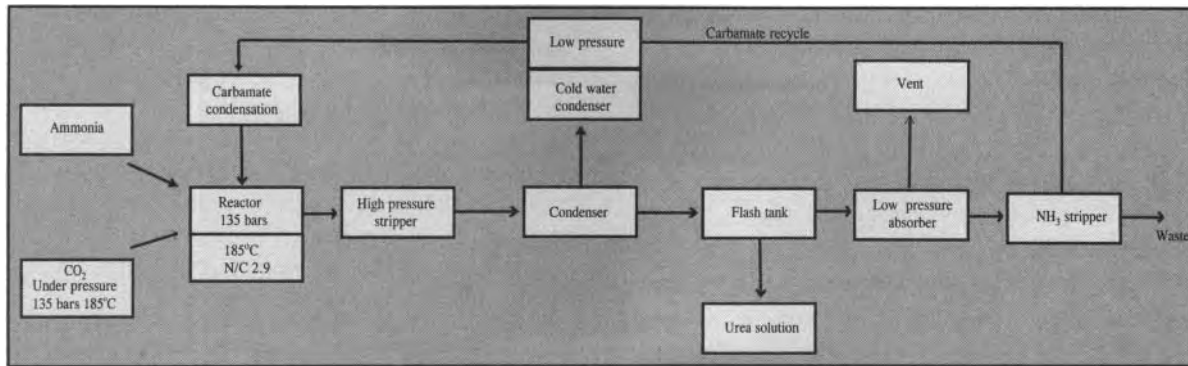 Low pressure
Carbamate recycle
Cold water
condenser
Carbamate
condensation
Vent
Ammonia
Reactor
135 bars
185°C
N/C 2.9
High pressure
stripper
Condenser
Flash tank
Low pressure
absorber
NH₃ stripper
Waste
CO₂
Under pressure
135 bars 185°C
Urea solution